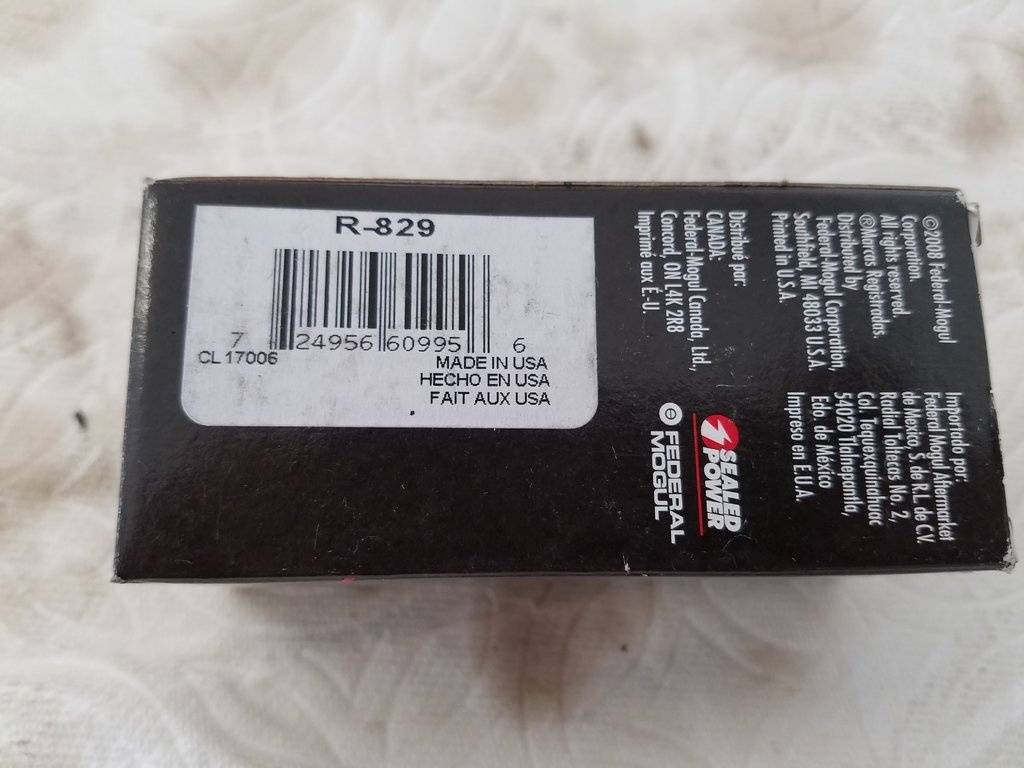 R-829
7 24956 60995 6
CL17006
MADE IN USA
HECHO EN USA
FAIT AUX USA
©2008 Federal-Mogul
Corporation.
All rights reserved.
®Marcas Registradas.
Distributed by
Federal-Mogul Corporation,
Southfield, MI 48033 U.S.A.
Printed in U.S.A.
Distribué par:
CANADA:
Federal-Mogul Canada, Ltd.,
Concord, ON L4K 2R8
Imprimé aux É.-U.
Importado por:
Federal Mogul Aftermarket
de Mexico S. de R.L. de C.V.
Radial Toltecas No. 2,
Col. Tequexquinahuac
54020 Tlalnepantla,
Edo. de México
Impreso en E.U.A.
SEALED
POWER
FEDERAL
MOGUL